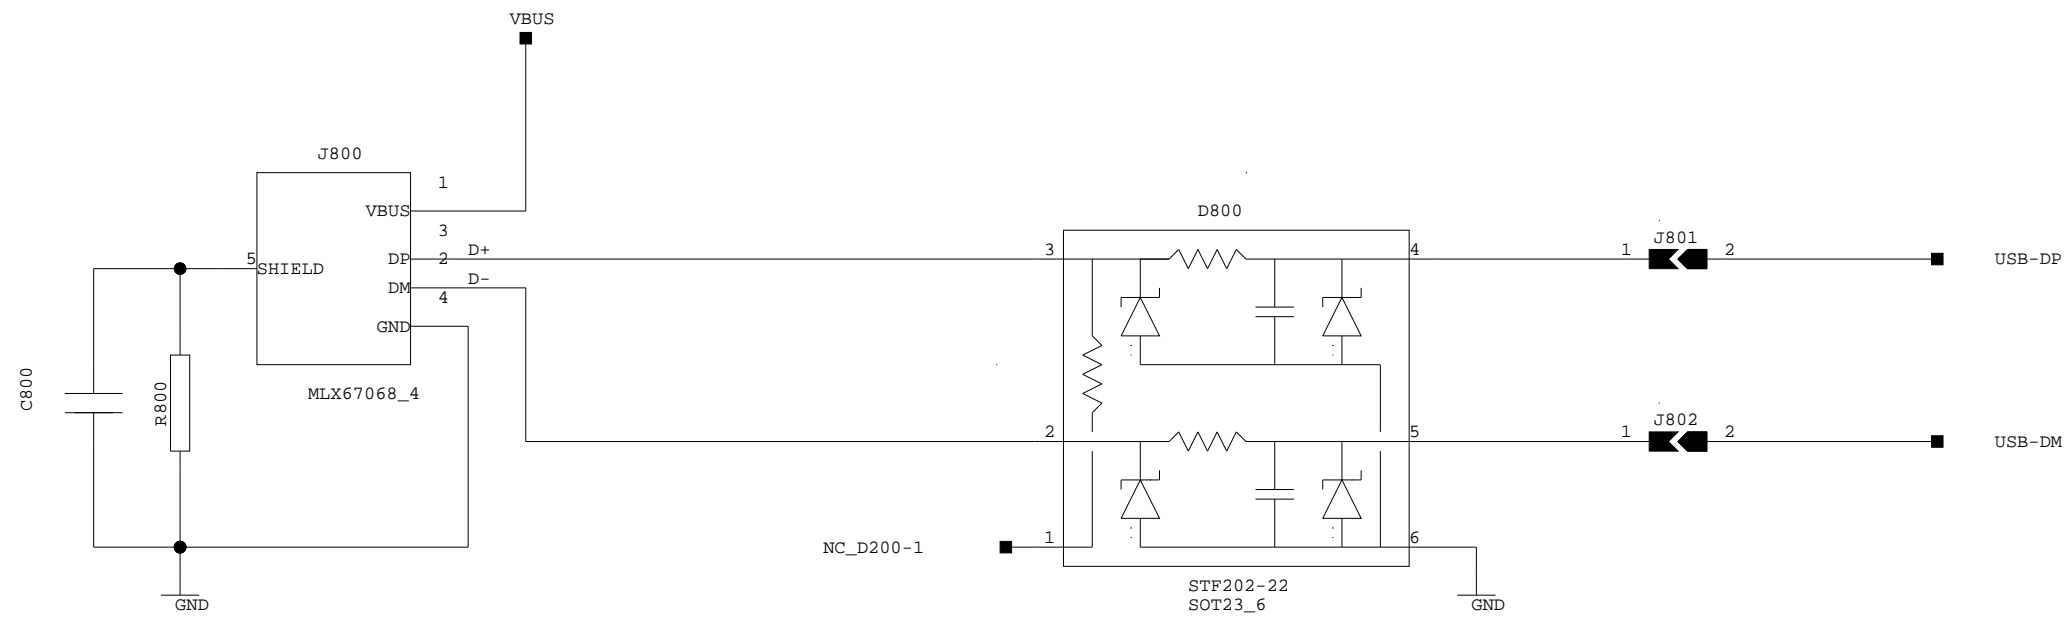 VBUS
J800
1
VBUS
3
D+
DP
2
5
SHIELD
D-
DM
4
GND
MLX67068_4
C800
R800
GND
D800
3
4
2
5
1
6
NC_D200-1
STF202-22
SOT23_6
GND
J801
1
2
USB-DP
J802
1
2
USB-DM